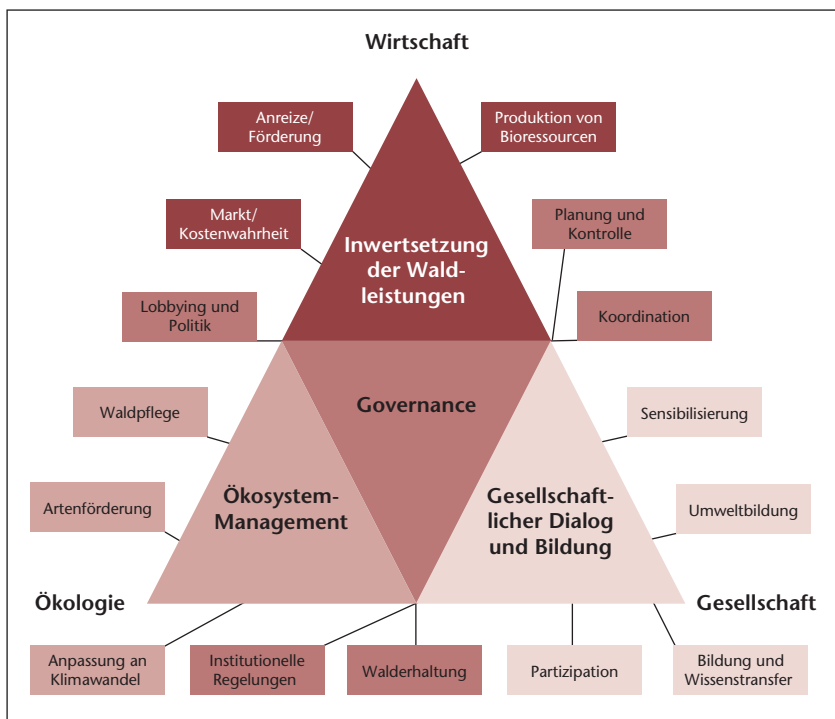 Wirtschaft
Anreize/
Förderung
Produktion von
Bioressourcen
Markt/
Kostenwahrheit
Planung und
Kontrolle
Inwertsetzung
der Wald-
leistungen
Lobbying und
Politik
Koordination
Waldpflege
Governance
Sensibilisierung
Artenförderung
Ökosystem-
Management
Gesellschaft-
licher Dialog
und Bildung
Umweltbildung
Ökologie
Gesellschaft
Anpassung an
Klimawandel
Institutionelle
Regelungen
Walderhaltung
Partizipation
Bildung und
Wissenstransfer